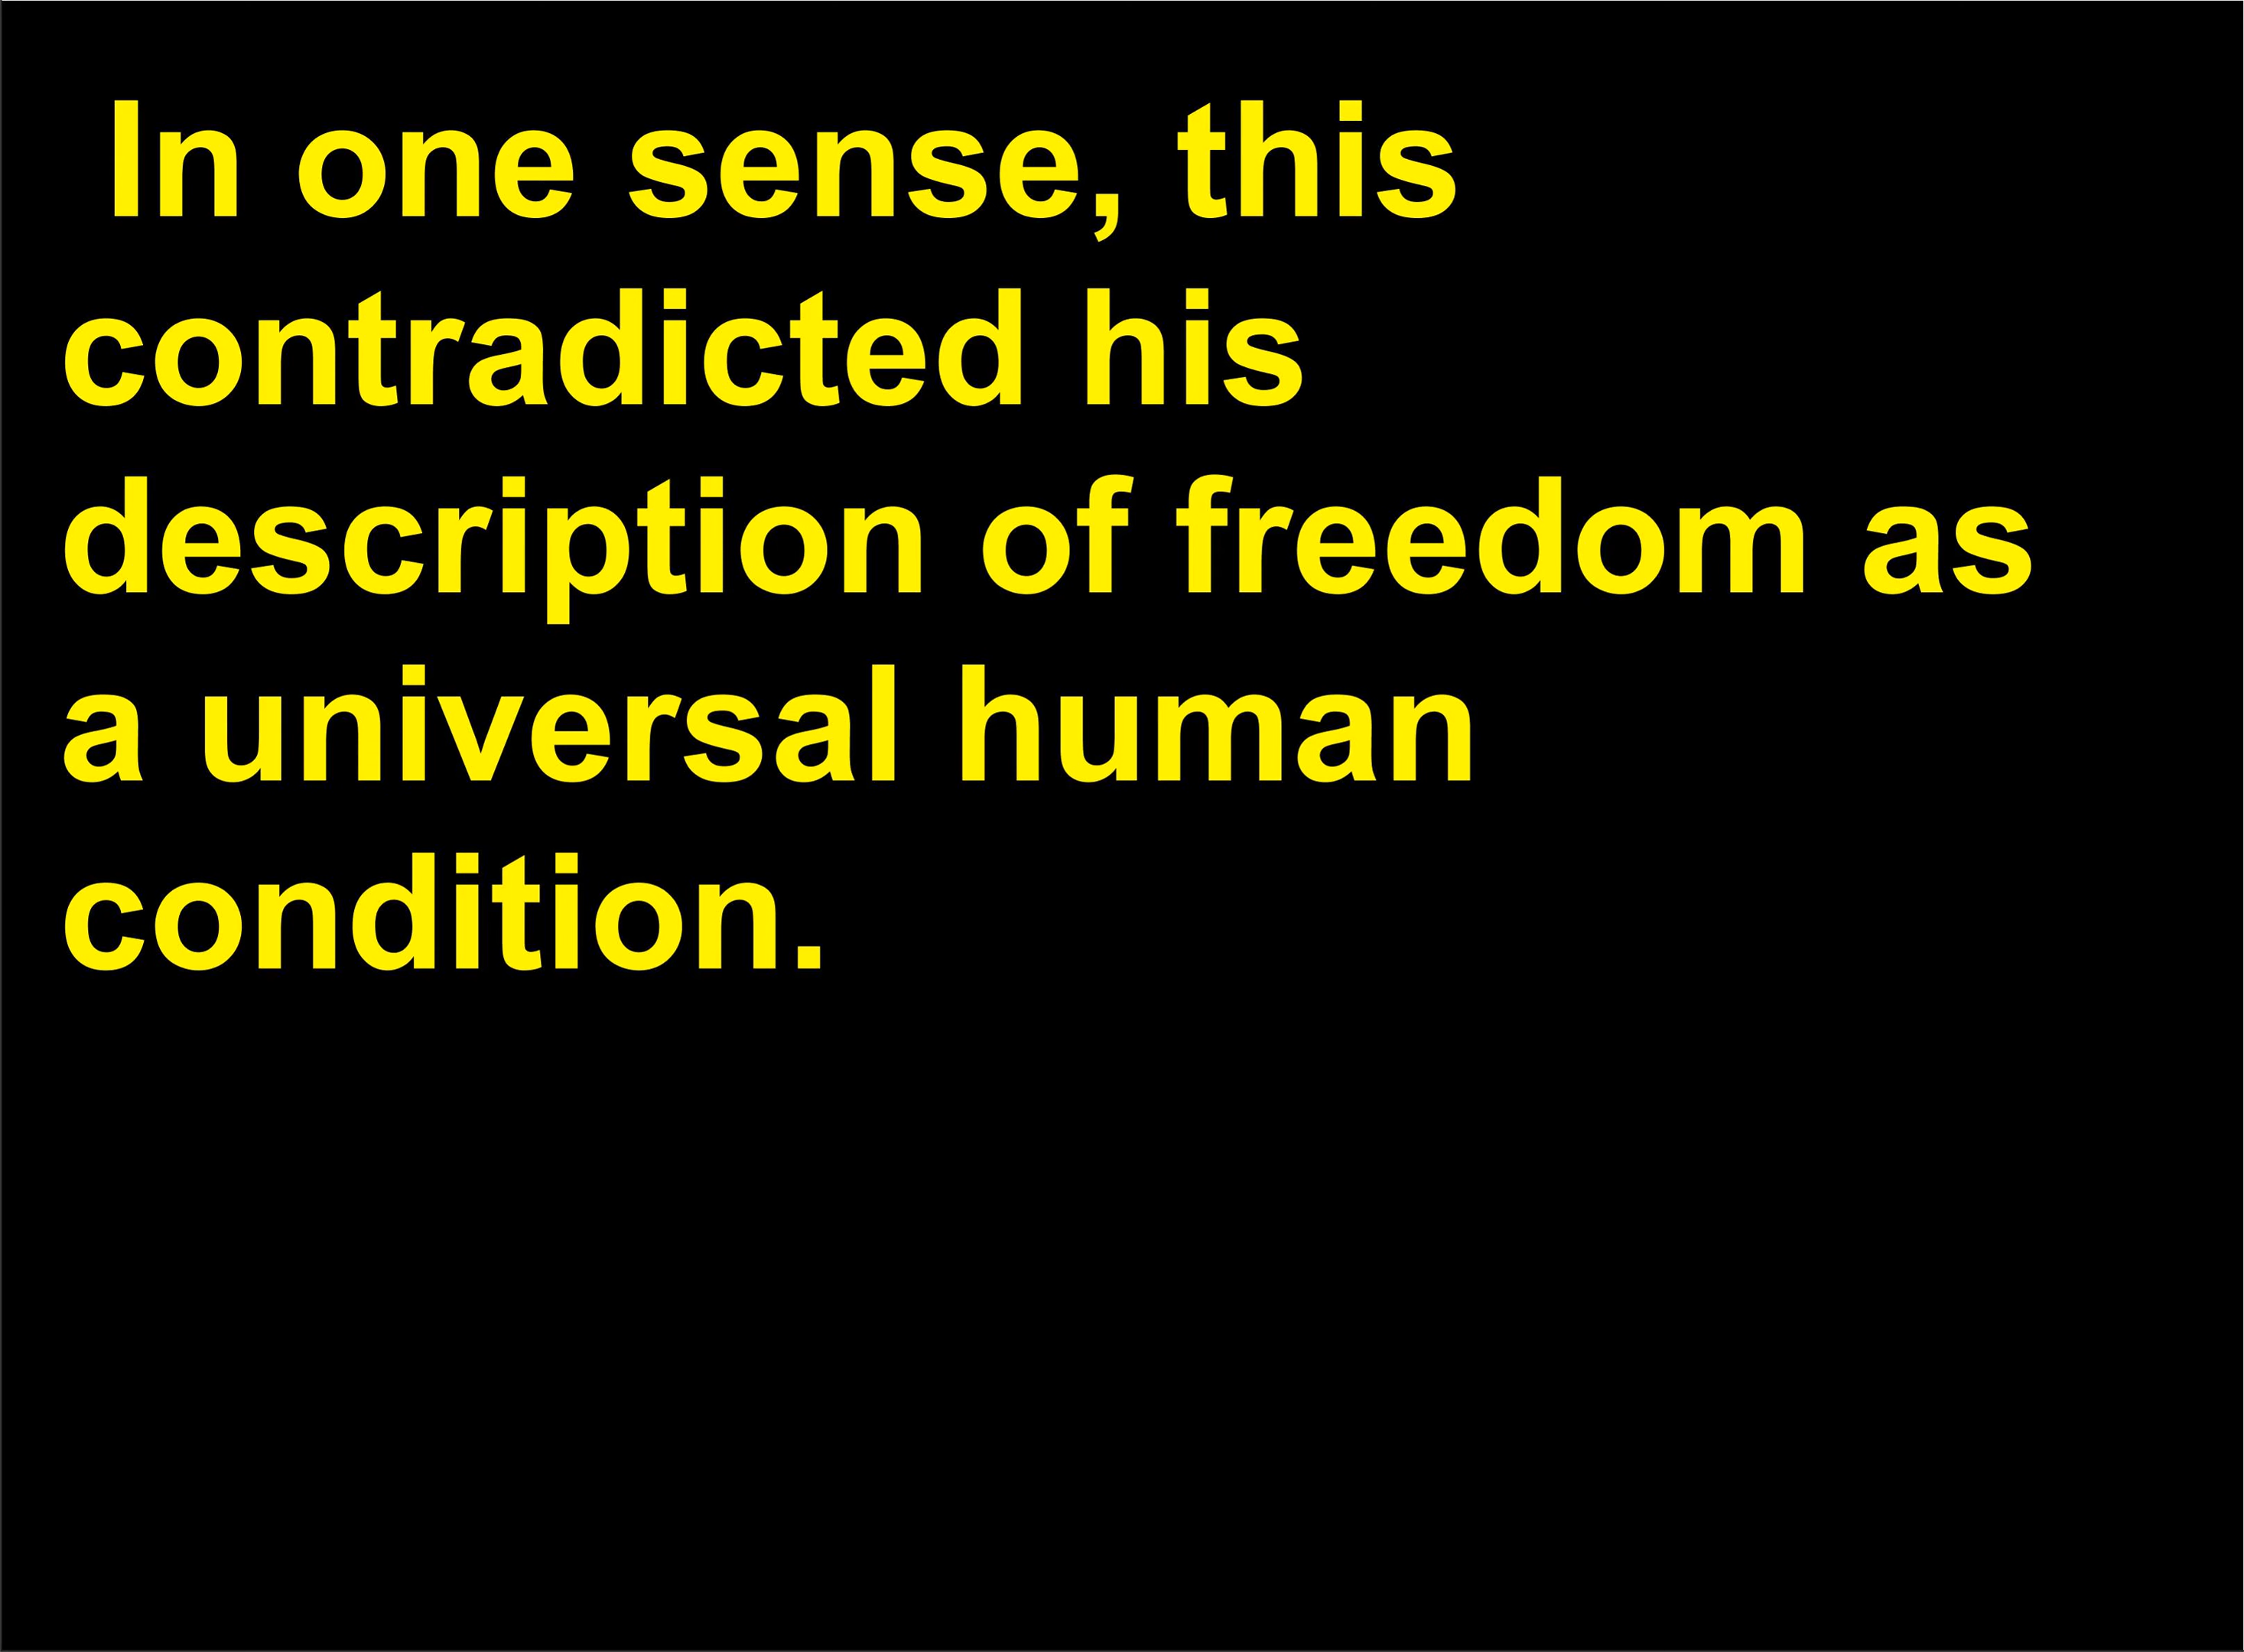 In one sense, this
contradicted his
description of freedom as
a universal human
condition.